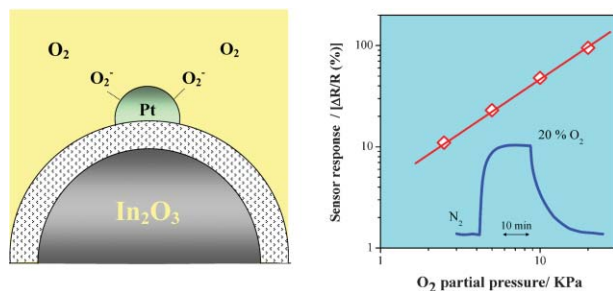 O₂
O₂
O₂⁻
O₂⁻
Pt
In₂O₃
Sensor response / [ΔR/R (%)]
100
10
1
20 % O₂
N₂
10 min
1
10
O₂ partial pressure/ KPa